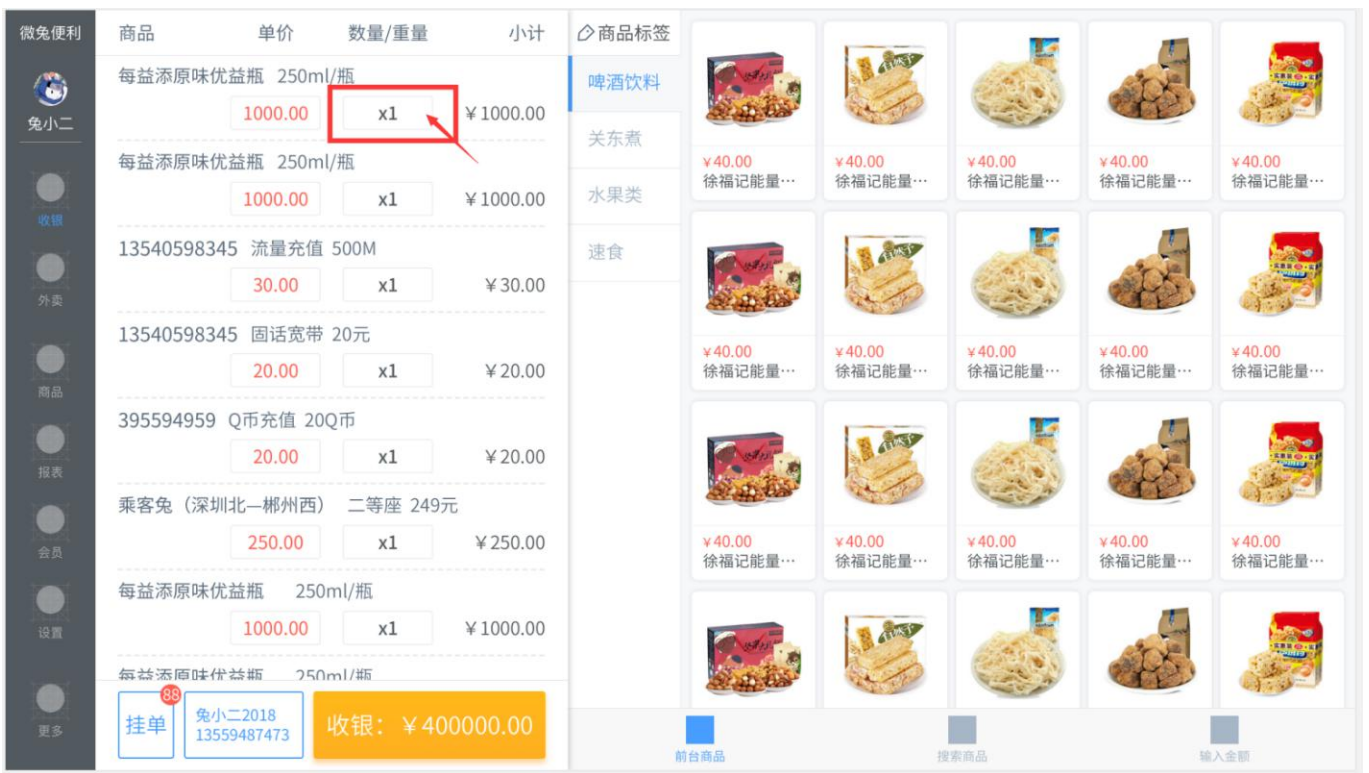 微兔便利
兔小二
收银
外卖
商品
报表
会员
设置
更多
商品 单价 数量/重量 小计
每益添原味优益瓶 250ml/瓶
1000.00 x1 ￥1000.00
每益添原味优益瓶 250ml/瓶
1000.00 x1 ￥1000.00
13540598345 流量充值 500M
30.00 x1 ￥30.00
13540598345 固话宽带 20元
20.00 x1 ￥20.00
395594959 Q币充值 20Q币
20.00 x1 ￥20.00
乘客兔（深圳北—郴州西） 二等座 249元
250.00 x1 ￥250.00
每益添原味优益瓶 250ml/瓶
1000.00 x1 ￥1000.00
每益添原味优益瓶 250ml/瓶
挂单 88
兔小二2018
13559487473
收银：￥400000.00
商品标签
啤酒饮料
关东煮
水果类
速食
￥40.00 ￥40.00 ￥40.00 ￥40.00 ￥40.00
徐福记能量… 徐福记能量… 徐福记能量… 徐福记能量… 徐福记能量…
￥40.00 ￥40.00 ￥40.00 ￥40.00 ￥40.00
徐福记能量… 徐福记能量… 徐福记能量… 徐福记能量… 徐福记能量…
￥40.00 ￥40.00 ￥40.00 ￥40.00 ￥40.00
徐福记能量… 徐福记能量… 徐福记能量… 徐福记能量… 徐福记能量…
前台商品 搜索商品 输入金额